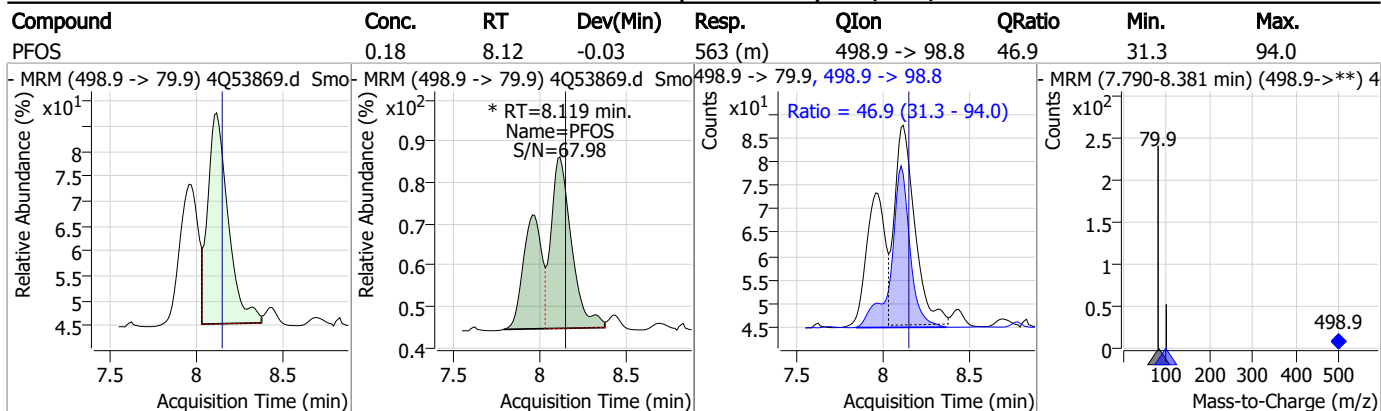 Compound Conc. RT Dev(Min) Resp. QIon QRatio Min. Max.
PFOS 0.18 8.12 -0.03 563 (m) 498.9 -> 98.8 46.9 31.3 94.0
- MRM (498.9 -> 79.9) 4Q53869.d Smo
x10¹
Relative Abundance (%)
8
7.5
7
6.5
6
5.5
5
4.5
7.5 8 8.5
Acquisition Time (min)
- MRM (498.9 -> 79.9) 4Q53869.d Smo
x10²
* RT=8.119 min.
Name=PFOS
S/N=67.98
Relative Abundance (%)
0.9
0.8
0.7
0.6
0.5
0.4
7.5 8 8.5
Acquisition Time (min)
498.9 -> 79.9, 498.9 -> 98.8
x10¹
Ratio = 46.9 (31.3 - 94.0)
Counts
8.5
8
7.5
7
6.5
6
5.5
5
4.5
7.5 8 8.5
Acquisition Time (min)
- MRM (7.790-8.381 min) (498.9->**) 4
x10²
Counts
2.5
2
1.5
1
0.5
0
79.9
498.9
100 200 300 400 500
Mass-to-Charge (m/z)